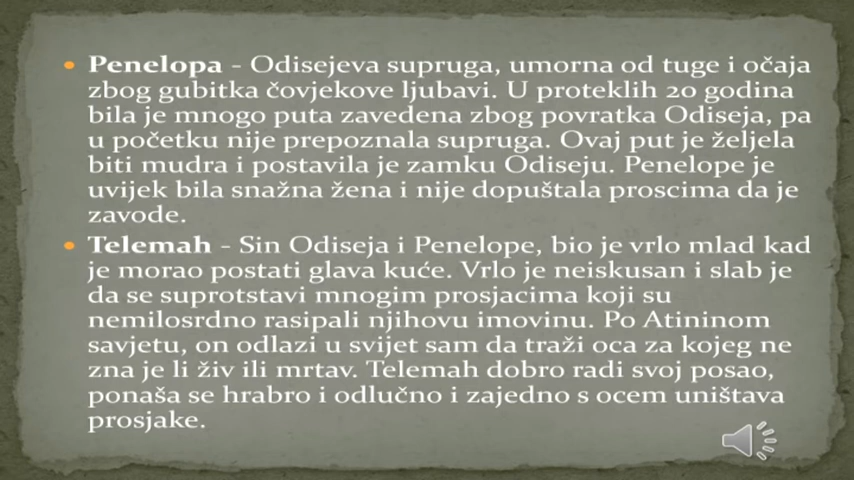 • Penelopa - Odisejeva supruga, umorna od tuge i očaja
zbog gubitka čovjekove ljubavi. U proteklih 20 godina
bila je mnogo puta zavedena zbog povratka Odiseja, pa
u početku nije prepoznala supruga. Ovaj put je željela
biti mudra i postavila je zamku Odiseju. Penelope je
uvijek bila snažna žena i nije dopuštala proscima da je
zavode.
• Telemah - Sin Odiseja i Penelope, bio je vrlo mlad kad
je morao postati glava kuće. Vrlo je neiskusan i slab je
da se suprotstavi mnogim prosjacima koji su
nemilosrdno rasipali njihovu imovinu. Po Atininom
savjetu, on odlazi u svijet sam da traži oca za kojeg ne
zna je li živ ili mrtav. Telemah dobro radi svoj posao,
ponaša se hrabro i odlučno i zajedno s ocem uništava
prosjake.